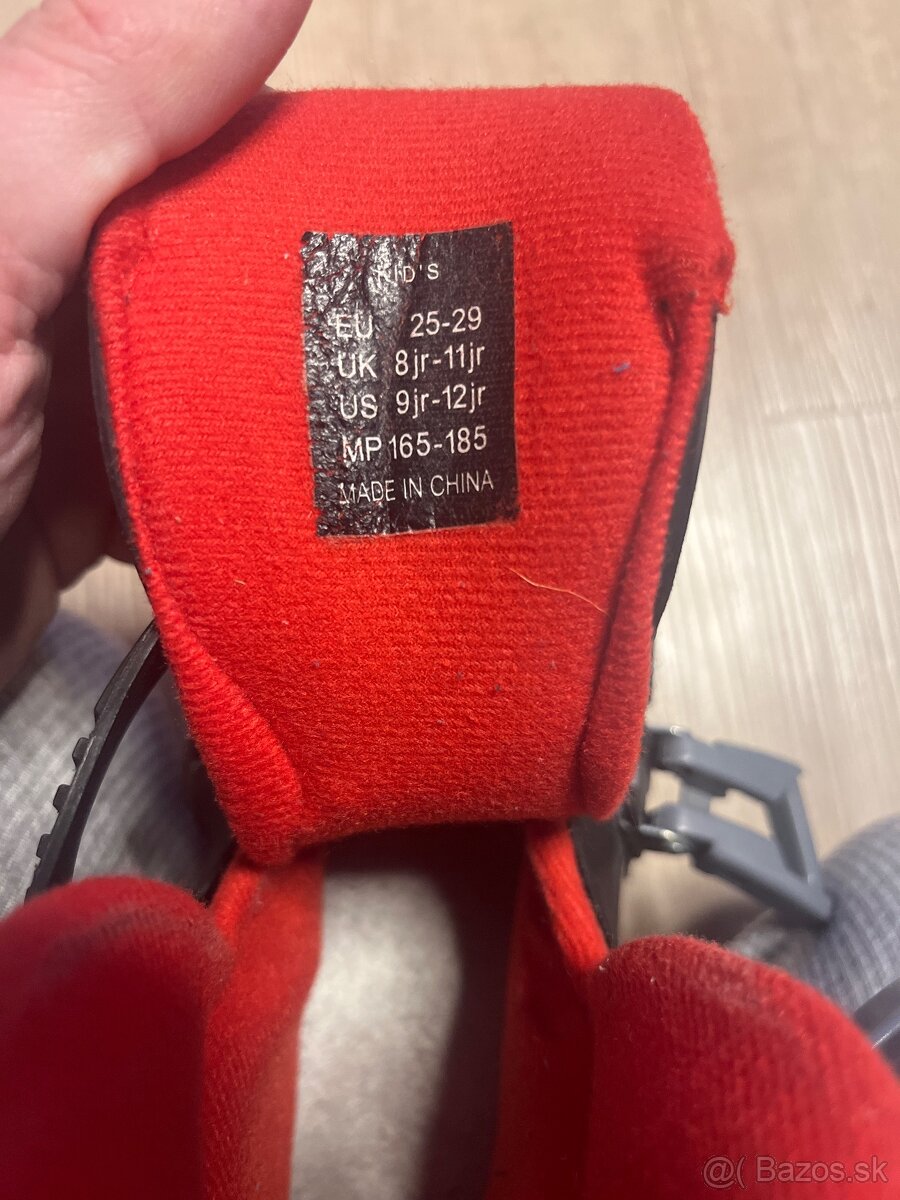 KID'S
EU 25-29
UK 8jr-11jr
US 9jr-12jr
MP 165-185
MADE IN CHINA
@( Bazos.sk